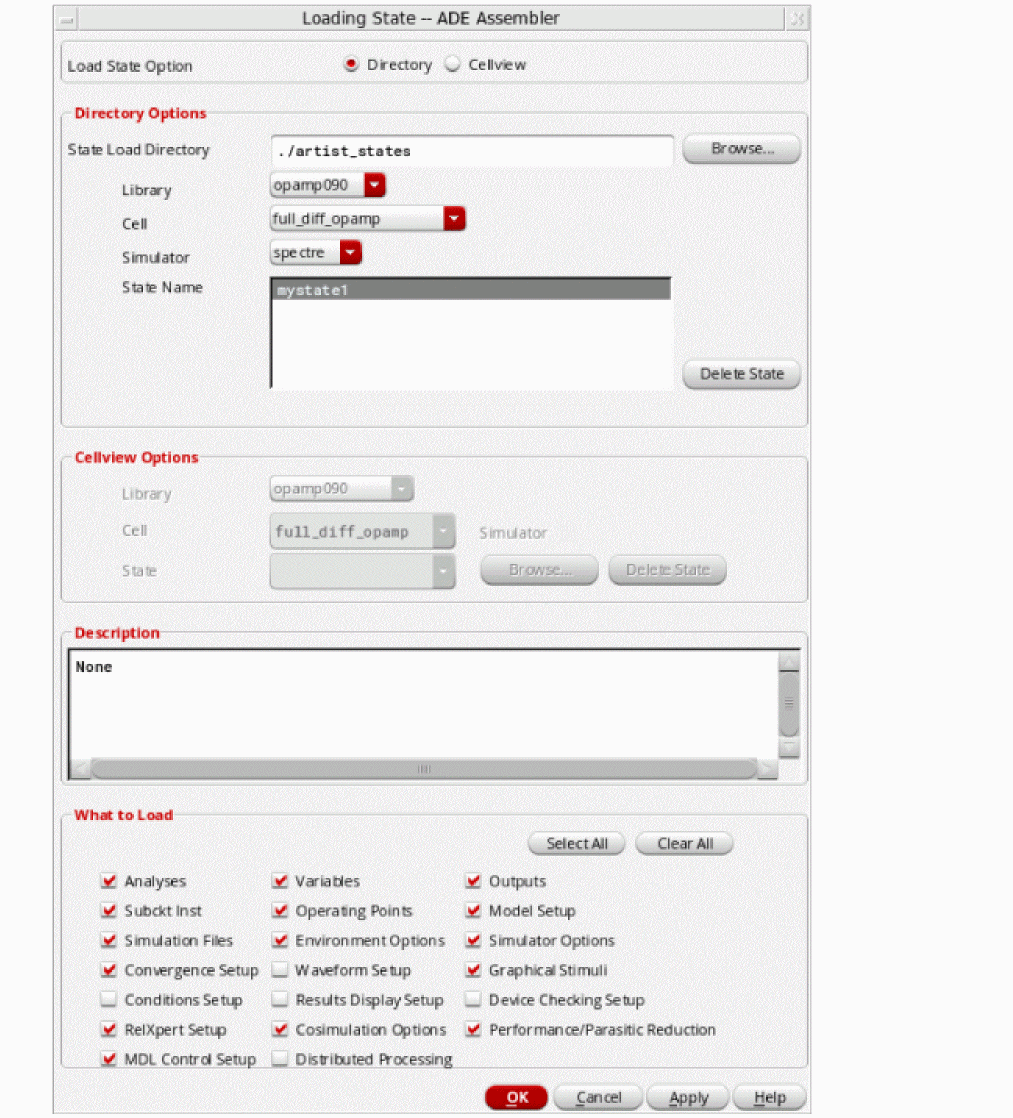 Loading State -- ADE Assembler
Load State Option Directory Cellview
Directory Options
State Load Directory ./artist_states Browse...
Library opamp090
Cell full_diff_opamp
Simulator spectre
State Name mystate1
Delete State
Cellview Options
Library opamp090
Cell full_diff_opamp Simulator
State Browse... Delete State
Description
None
What to Load
Select All Clear All
Analyses Variables Outputs
Subckt Inst Operating Points Model Setup
Simulation Files Environment Options Simulator Options
Convergence Setup Waveform Setup Graphical Stimuli
Conditions Setup Results Display Setup Device Checking Setup
RelXpert Setup Cosimulation Options Performance/Parasitic Reduction
MDL Control Setup Distributed Processing
OK Cancel Apply Help